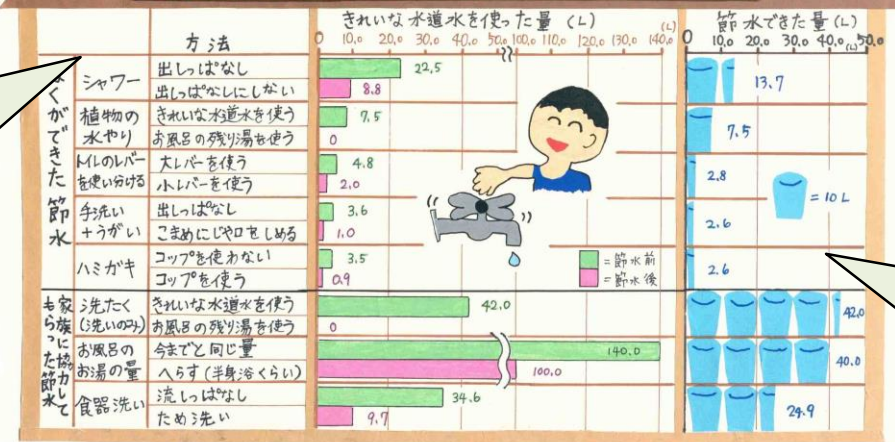 きれいな水道水を使った量 (L)
節水できた量 (L)
方法
0 10.0 20.0 30.0 40.0 50.0 100.0 110.0 120.0 130.0 140.0 (L)
0 10.0 20.0 30.0 40.0 (L) 50.0
ぼくができた節水
シャワー
出しっぱなし 22.5
出しっぱなしにしない 8.8
13.7
植物の水やり
きれいな水道水を使う 7.5
お風呂の残り湯を使う 0
7.5
トイレのレバーを使い分ける
大レバーを使う 4.8
小レバーを使う 2.0
2.8
= 10L
手洗い
+うがい
出しっぱなし 3.6
こまめにじゃ口をしめる 1.0
2.6
ハミガキ
コップを使わない 3.5
コップを使う 0.9
2.6
=節水前
=節水後
家族に協力してもらった節水
洗たく
(洗いのみ)
きれいな水道水を使う 42.0
お風呂の残り湯を使う 0
42.0
お風呂の
お湯の量
今までと同じ量 140.0
へらす(半身浴くらい) 100.0
40.0
食器洗い
流しっぱなし 34.6
ため洗い 9.7
24.9